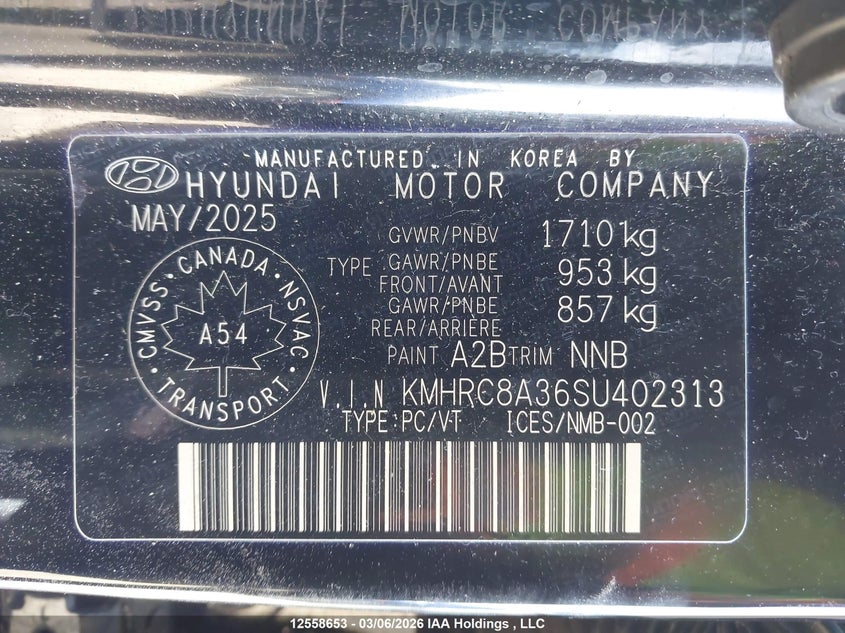 MANUFACTURED IN KOREA BY
HYUNDAI MOTOR COMPANY
MAY/2025
GVWR/PNBV 1710 kg
TYPE GAWR/PNBE FRONT/AVANT 953 kg
GAWR/PNBE REAR/ARRIÈRE 857 kg
PAINT A2B TRIM NNB
CMVSS · CANADA · NSVAC
A54
TRANSPORT
V.I.N KMHRC8A36SU402313
TYPE:PC/VT ICES/NMB-002
12558653 - 03/06/2026 IAA Holdings , LLC